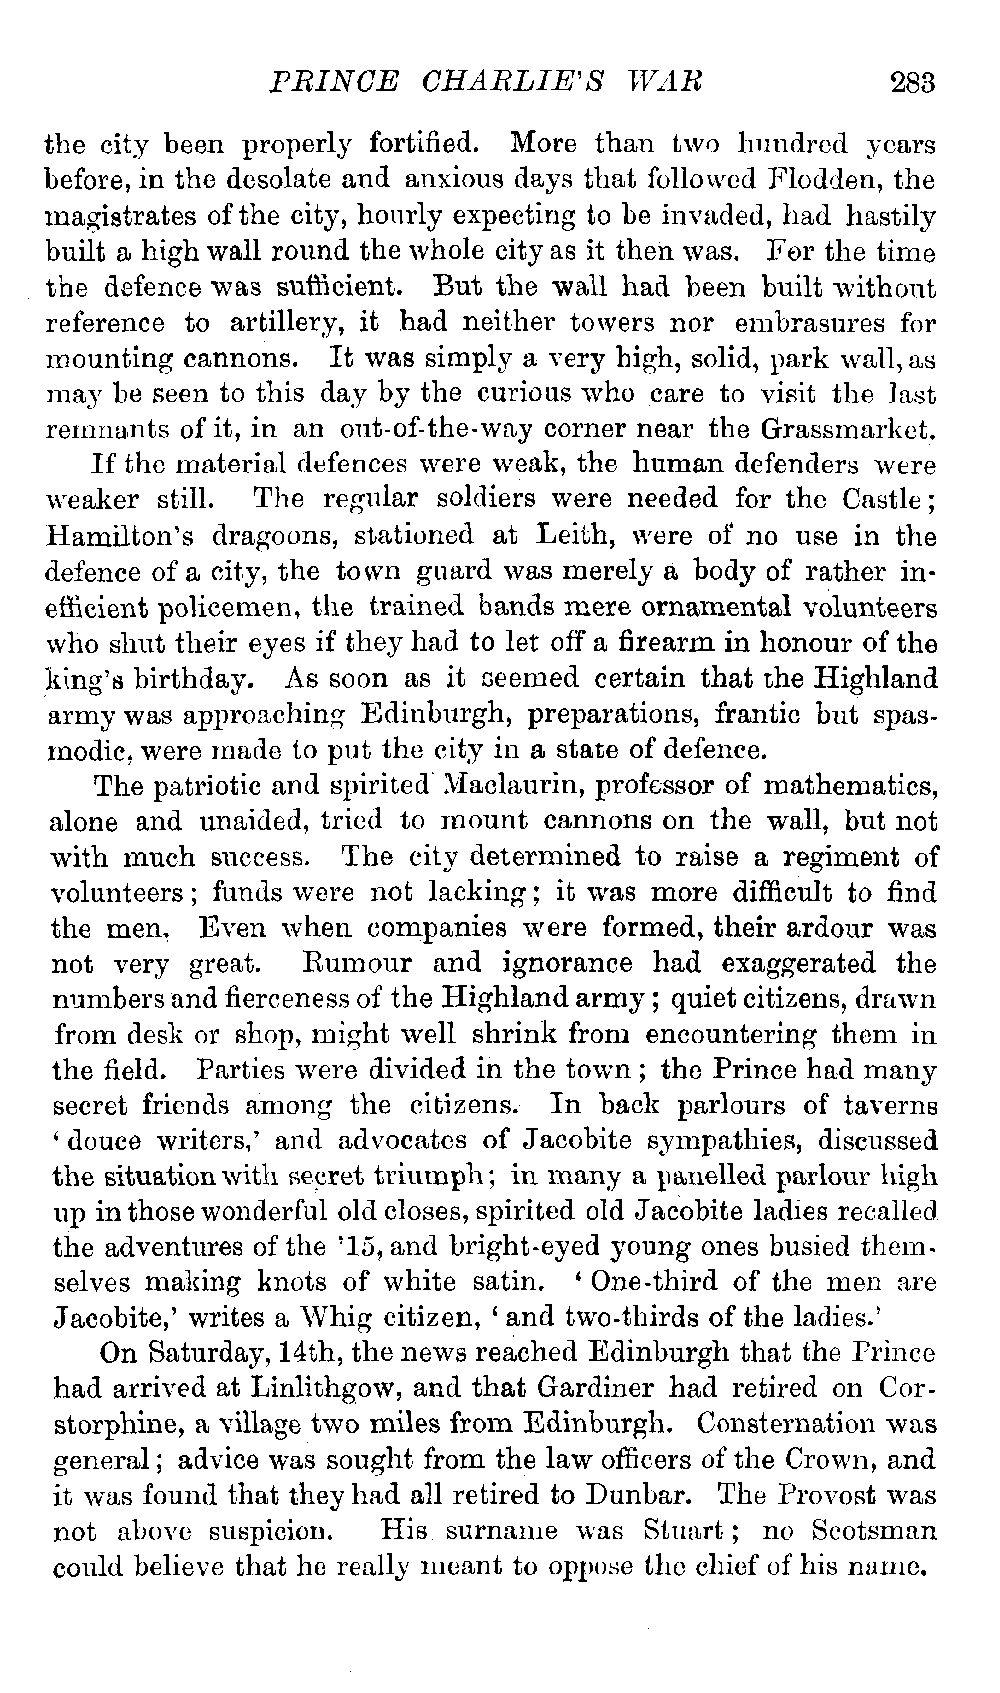 PRINCE CHARLIE'S WAR 283
the city been properly fortified. More than two hundred years
before, in the desolate and anxious days that followed Flodden, the
magistrates of the city, hourly expecting to be invaded, had hastily
built a high wall round the whole city as it then was. For the time
the defence was sufficient. But the wall had been built without
reference to artillery, it had neither towers nor embrasures for
mounting cannons. It was simply a very high, solid, park wall, as
may be seen to this day by the curious who care to visit the last
remnants of it, in an out-of-the-way corner near the Grassmarket.
If the material defences were weak, the human defenders were
weaker still. The regular soldiers were needed for the Castle;
Hamilton's dragoons, stationed at Leith, were of no use in the
defence of a city, the town guard was merely a body of rather in-
efficient policemen, the trained bands mere ornamental volunteers
who shut their eyes if they had to let off a firearm in honour of the
king's birthday. As soon as it seemed certain that the Highland
army was approaching Edinburgh, preparations, frantic but spas-
modic, were made to put the city in a state of defence.
The patriotic and spirited Maclaurin, professor of mathematics,
alone and unaided, tried to mount cannons on the wall, but not
with much success. The city determined to raise a regiment of
volunteers; funds were not lacking; it was more difficult to find
the men. Even when companies were formed, their ardour was
not very great. Rumour and ignorance had exaggerated the
numbers and fierceness of the Highland army; quiet citizens, drawn
from desk or shop, might well shrink from encountering them in
the field. Parties were divided in the town; the Prince had many
secret friends among the citizens. In back parlours of taverns
'douce writers,' and advocates of Jacobite sympathies, discussed
the situation with secret triumph; in many a panelled parlour high
up in those wonderful old closes, spirited old Jacobite ladies recalled
the adventures of the '15, and bright-eyed young ones busied them-
selves making knots of white satin. 'One-third of the men are
Jacobite,' writes a Whig citizen, 'and two-thirds of the ladies.'
On Saturday, 14th, the news reached Edinburgh that the Prince
had arrived at Linlithgow, and that Gardiner had retired on Cor-
storphine, a village two miles from Edinburgh. Consternation was
general; advice was sought from the law officers of the Crown, and
it was found that they had all retired to Dunbar. The Provost was
not above suspicion. His surname was Stuart; no Scotsman
could believe that he really meant to oppose the chief of his name.